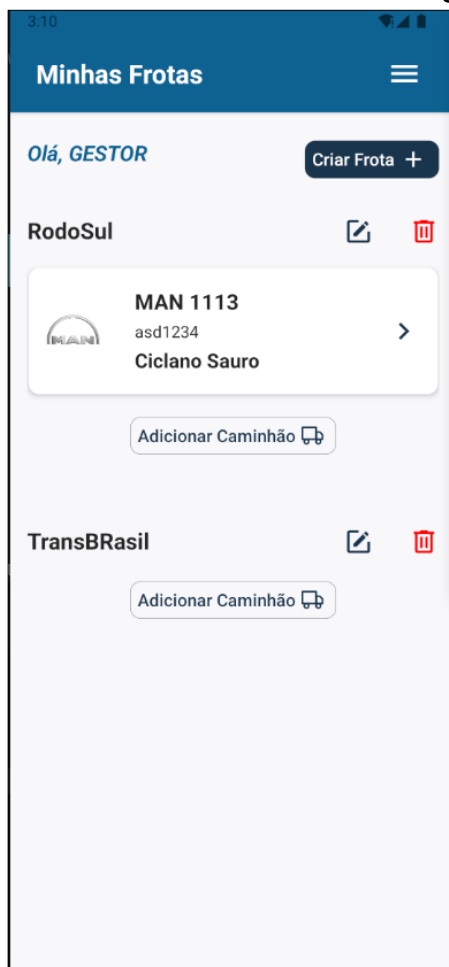 3:10
Minhas Frotas
Olá, GESTOR
Criar Frota +
RodoSul
MAN 1113
MAN
asd1234
Ciclano Sauro
Adicionar Caminhão
TransBRasil
Adicionar Caminhão